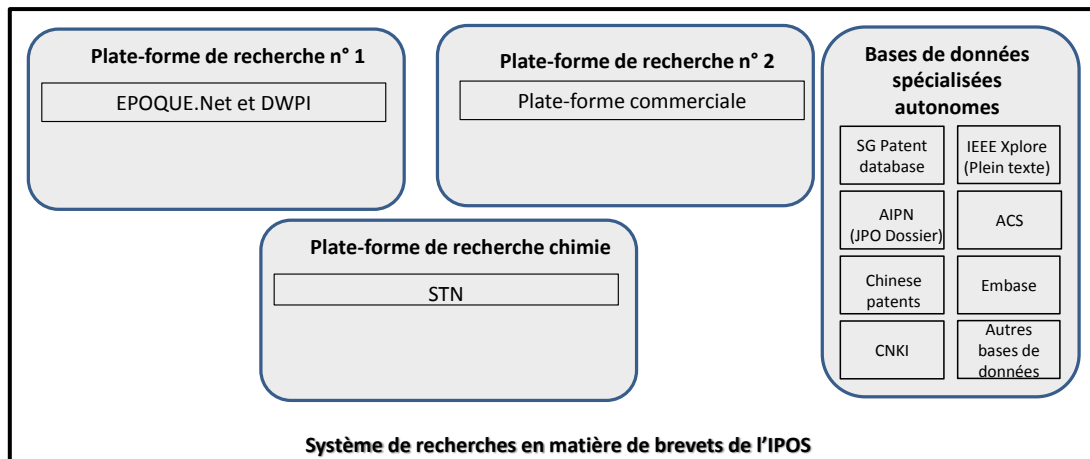 Plate-forme de recherche n° 1
EPOQUE.Net et DWPI
Plate-forme de recherche n° 2
Plate-forme commerciale
Plate-forme de recherche chimie
STN
Bases de données
spécialisées
autonomes
SG Patent
database
IEEE Xplore
(Plein texte)
AIPN
(JPO Dossier)
ACS
Chinese
patents
Embase
CNKI
Autres
bases de
données
Système de recherches en matière de brevets de l'IPOS